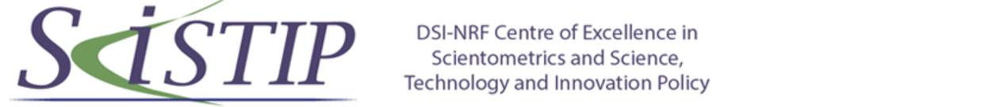 SciSTIP
DSI-NRF Centre of Excellence in
Scientometrics and Science,
Technology and Innovation Policy